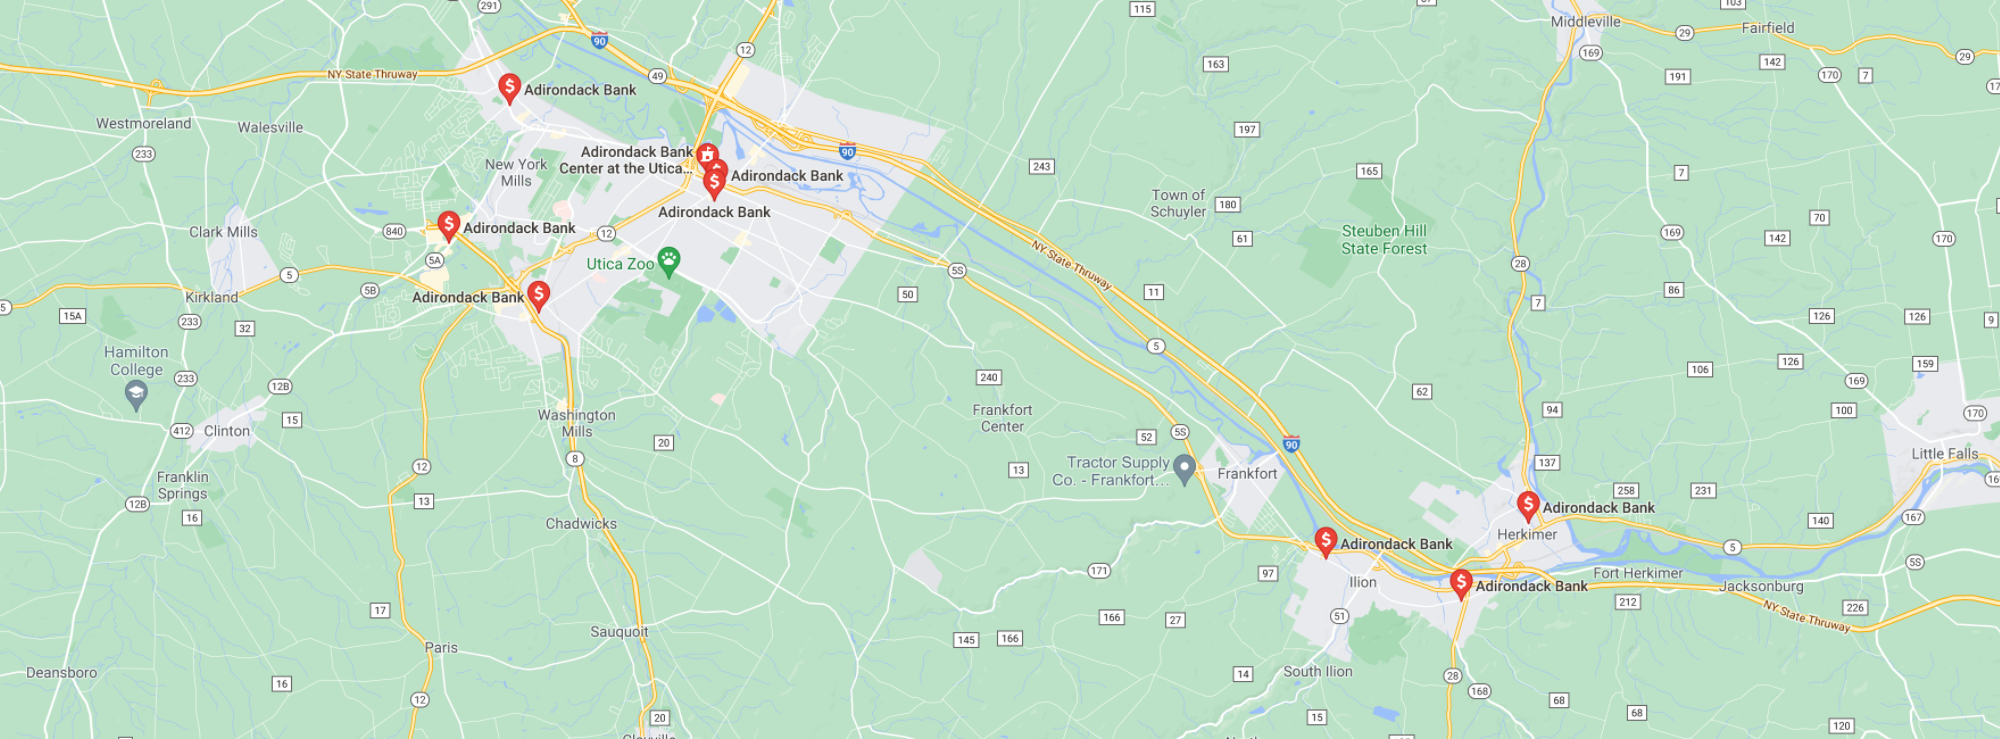 291
115
103
Middleville
Fairfield
29
90
12
169
29
NY State Thruway
49
163
191
142
170
7
Adirondack Bank
Westmoreland
Walesville
197
233
90
Adirondack Bank
Center at the Utica...
New York
Mills
243
165
7
Adirondack Bank
Town of
Schuyler
180
Adirondack Bank
70
Clark Mills
840
Adirondack Bank
12
Steuben Hill
State Forest
61
169
142
170
5A
Utica Zoo
NY State Thruway
28
5
5B
5S
Kirkland
Adirondack Bank
50
11
86
7
5
15A
233
32
126
126
9
Hamilton
College
5
126
159
233
12B
240
106
169
62
Washington
Mills
Frankfort
Center
94
100
170
15
412
Clinton
20
52
5S
90
Little Falls
8
12
13
Tractor Supply
Co. - Frankfort...
Frankfort
137
Franklin
Springs
12B
13
258
231
16
Adirondack Bank
Herkimer
167
16
Chadwicks
140
Adirondack Bank
5
171
97
Ilion
Adirondack Bank
Fort Herkimer
Jacksonburg
5S
17
166
27
51
212
NY State Thruway
226
Sauquoit
145
166
Paris
Deansboro
16
14
South Ilion
28
168
12
20
15
68
68
120